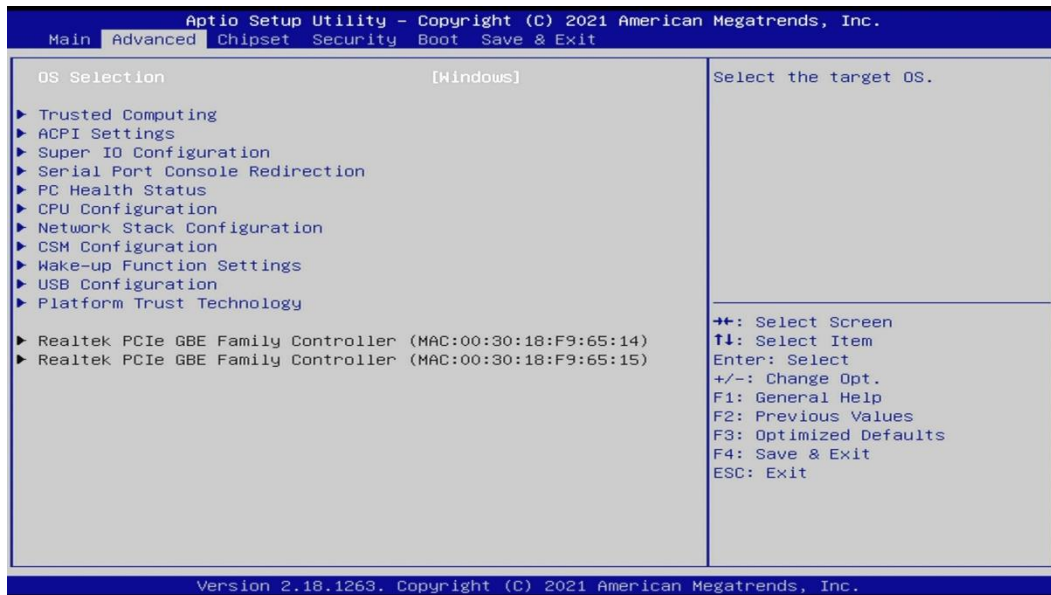 Aptio Setup Utility – Copyright (C) 2021 American Megatrends, Inc.
Main Advanced Chipset Security Boot Save & Exit
OS Selection [Windows]
Trusted Computing
ACPI Settings
Super IO Configuration
Serial Port Console Redirection
PC Health Status
CPU Configuration
Network Stack Configuration
CSM Configuration
Wake-up Function Settings
USB Configuration
Platform Trust Technology
Realtek PCIe GBE Family Controller (MAC:00:30:18:F9:65:14)
Realtek PCIe GBE Family Controller (MAC:00:30:18:F9:65:15)
Select the target OS.
→←: Select Screen
↑↓: Select Item
Enter: Select
+/-: Change Opt.
F1: General Help
F2: Previous Values
F3: Optimized Defaults
F4: Save & Exit
ESC: Exit
Version 2.18.1263. Copyright (C) 2021 American Megatrends, Inc.